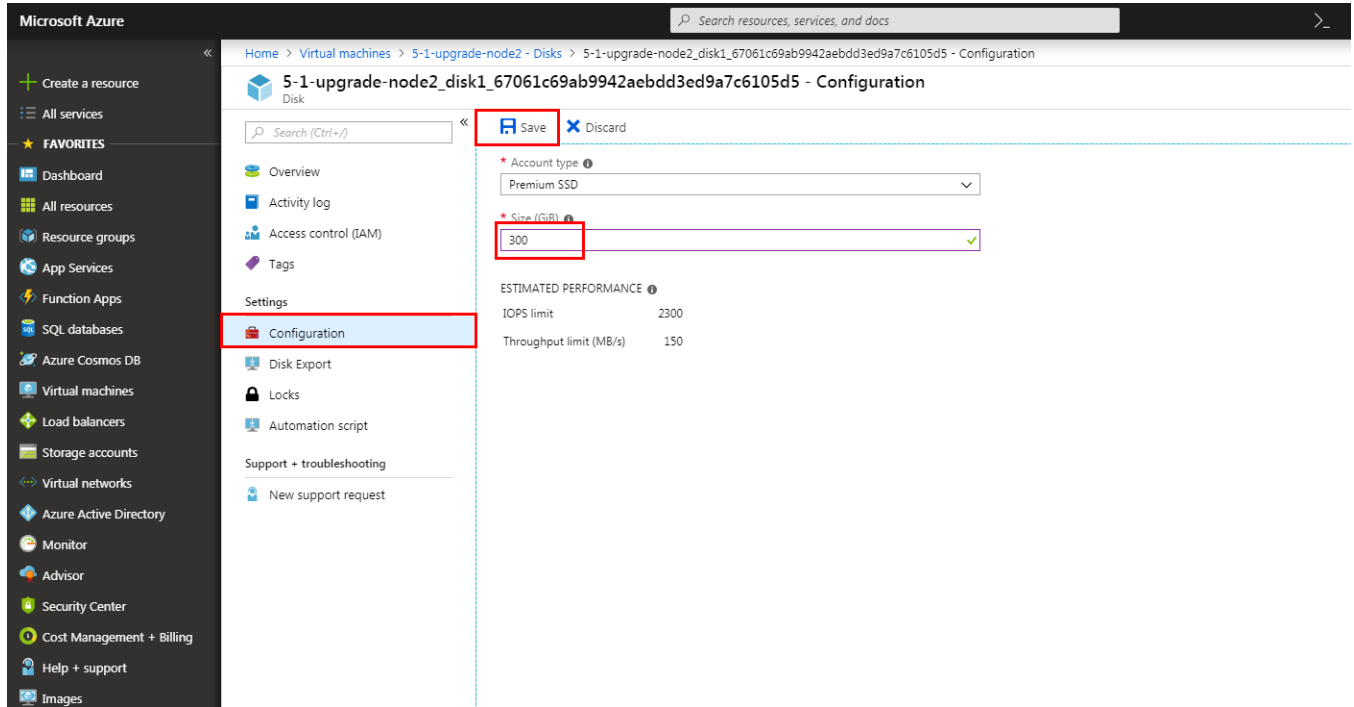 Microsoft Azure
Search resources, services, and docs
>_
«
Create a resource
All services
FAVORITES
Dashboard
All resources
Resource groups
App Services
Function Apps
SQL databases
Azure Cosmos DB
Virtual machines
Load balancers
Storage accounts
Virtual networks
Azure Active Directory
Monitor
Advisor
Security Center
Cost Management + Billing
Help + support
Images
Home > Virtual machines > 5-1-upgrade-node2 - Disks > 5-1-upgrade-node2_disk1_67061c69ab9942aebdd3ed9a7c6105d5 - Configuration
5-1-upgrade-node2_disk1_67061c69ab9942aebdd3ed9a7c6105d5 - Configuration
Disk
Search (Ctrl+/)
«
Overview
Activity log
Access control (IAM)
Tags
Settings
Configuration
Disk Export
Locks
Automation script
Support + troubleshooting
New support request
Save Discard
* Account type
Premium SSD
* Size (GiB)
300
ESTIMATED PERFORMANCE
IOPS limit 2300
Throughput limit (MB/s) 150